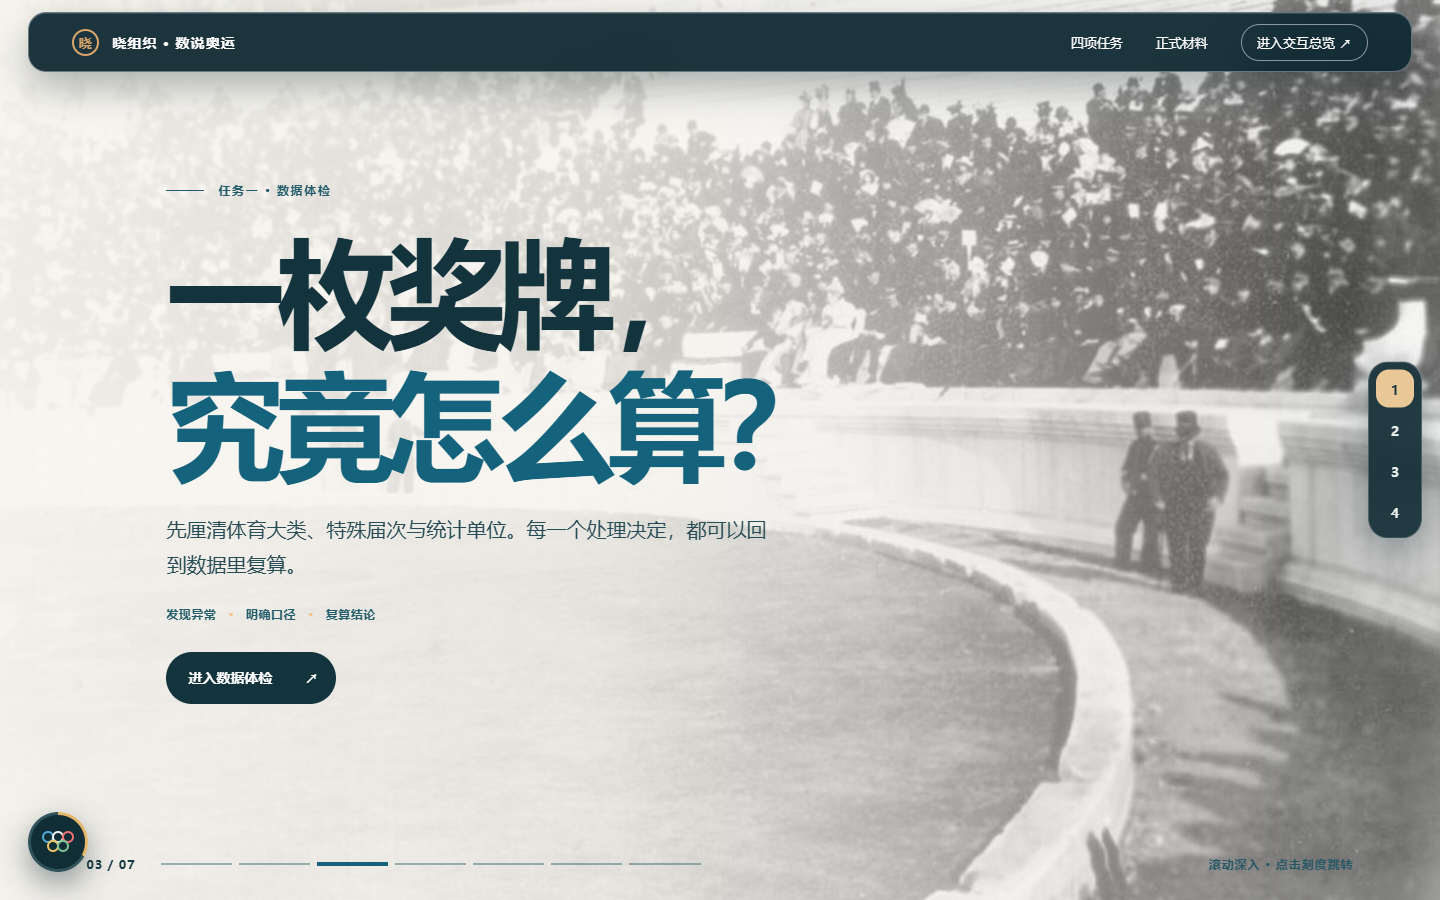 晓 晓组织·数说奥运 四项任务 正式材料 进入交互总览 ↗
任务一·数据体检
一枚奖牌，
究竟怎么算？
先厘清体育大类、特殊届次与统计单位。每一个处理决定，都可以回
到数据里复算。
发现异常 · 明确口径 · 复算结论
进入数据体检 ↗
1
2
3
4
03 / 07
滚动深入·点击刻度跳转